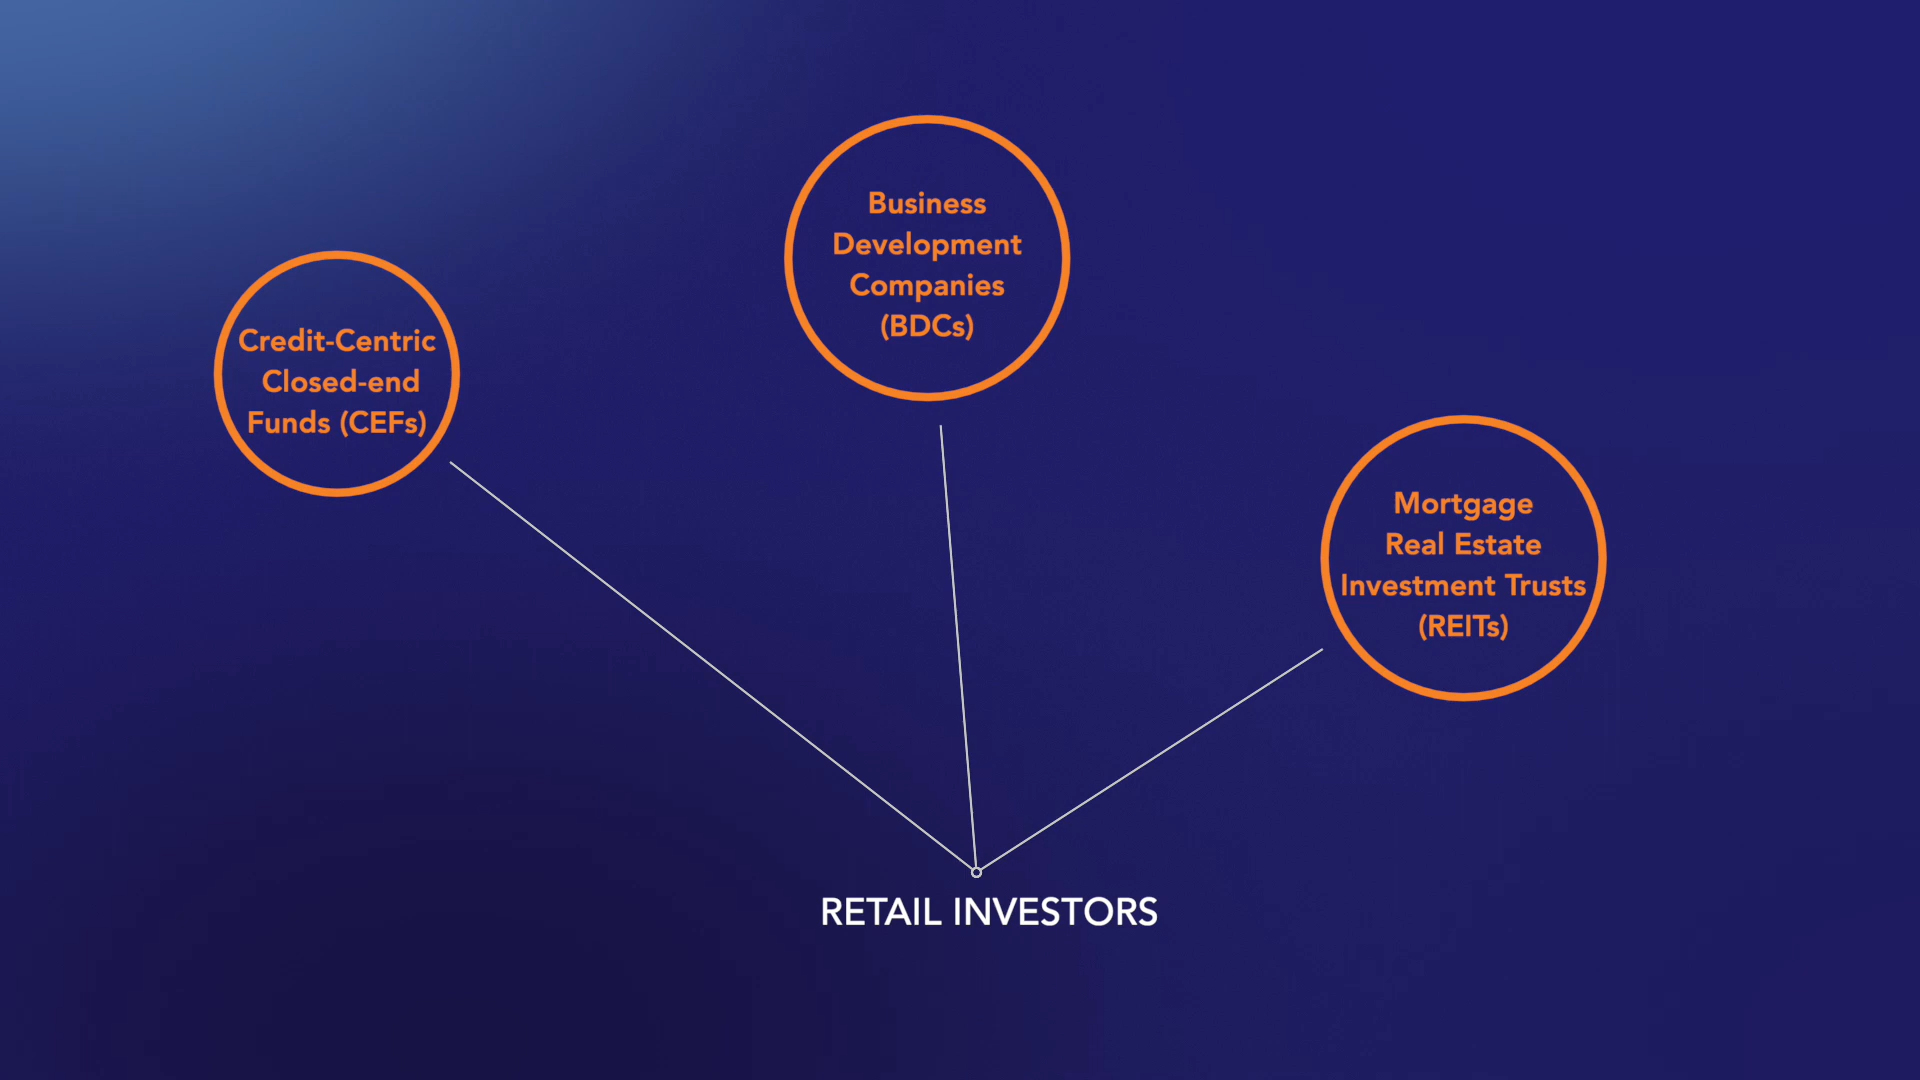 Credit-Centric
Closed-end
Funds (CEFs)
Business
Development
Companies
(BDCs)
Mortgage
Real Estate
Investment Trusts
(REITs)
RETAIL INVESTORS